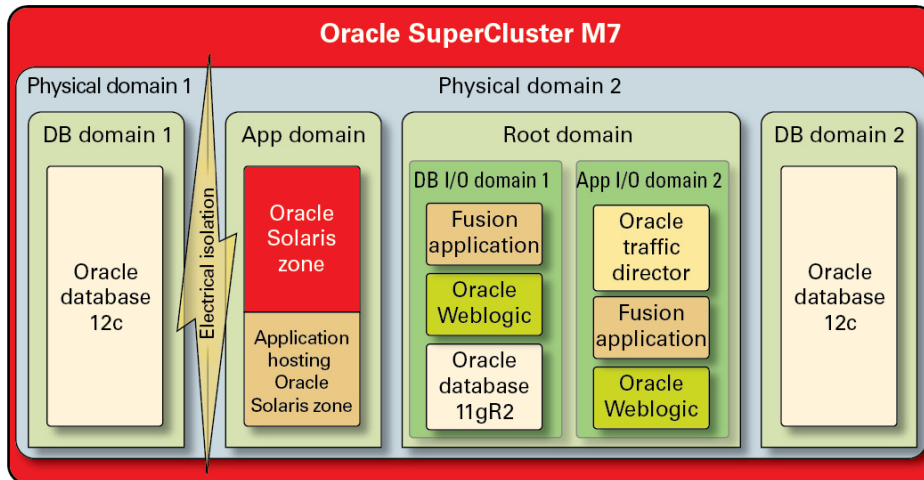 Oracle SuperCluster M7
Physical domain 1
Physical domain 2
DB domain 1
Oracle
database
12c
Electrical isolation
App domain
Oracle
Solaris
zone
Application
hosting
Oracle
Solaris zone
Root domain
DB I/O domain 1
Fusion
application
Oracle
Weblogic
Oracle
database
11gR2
App I/O domain 2
Oracle
traffic
director
Fusion
application
Oracle
Weblogic
DB domain 2
Oracle
database
12c